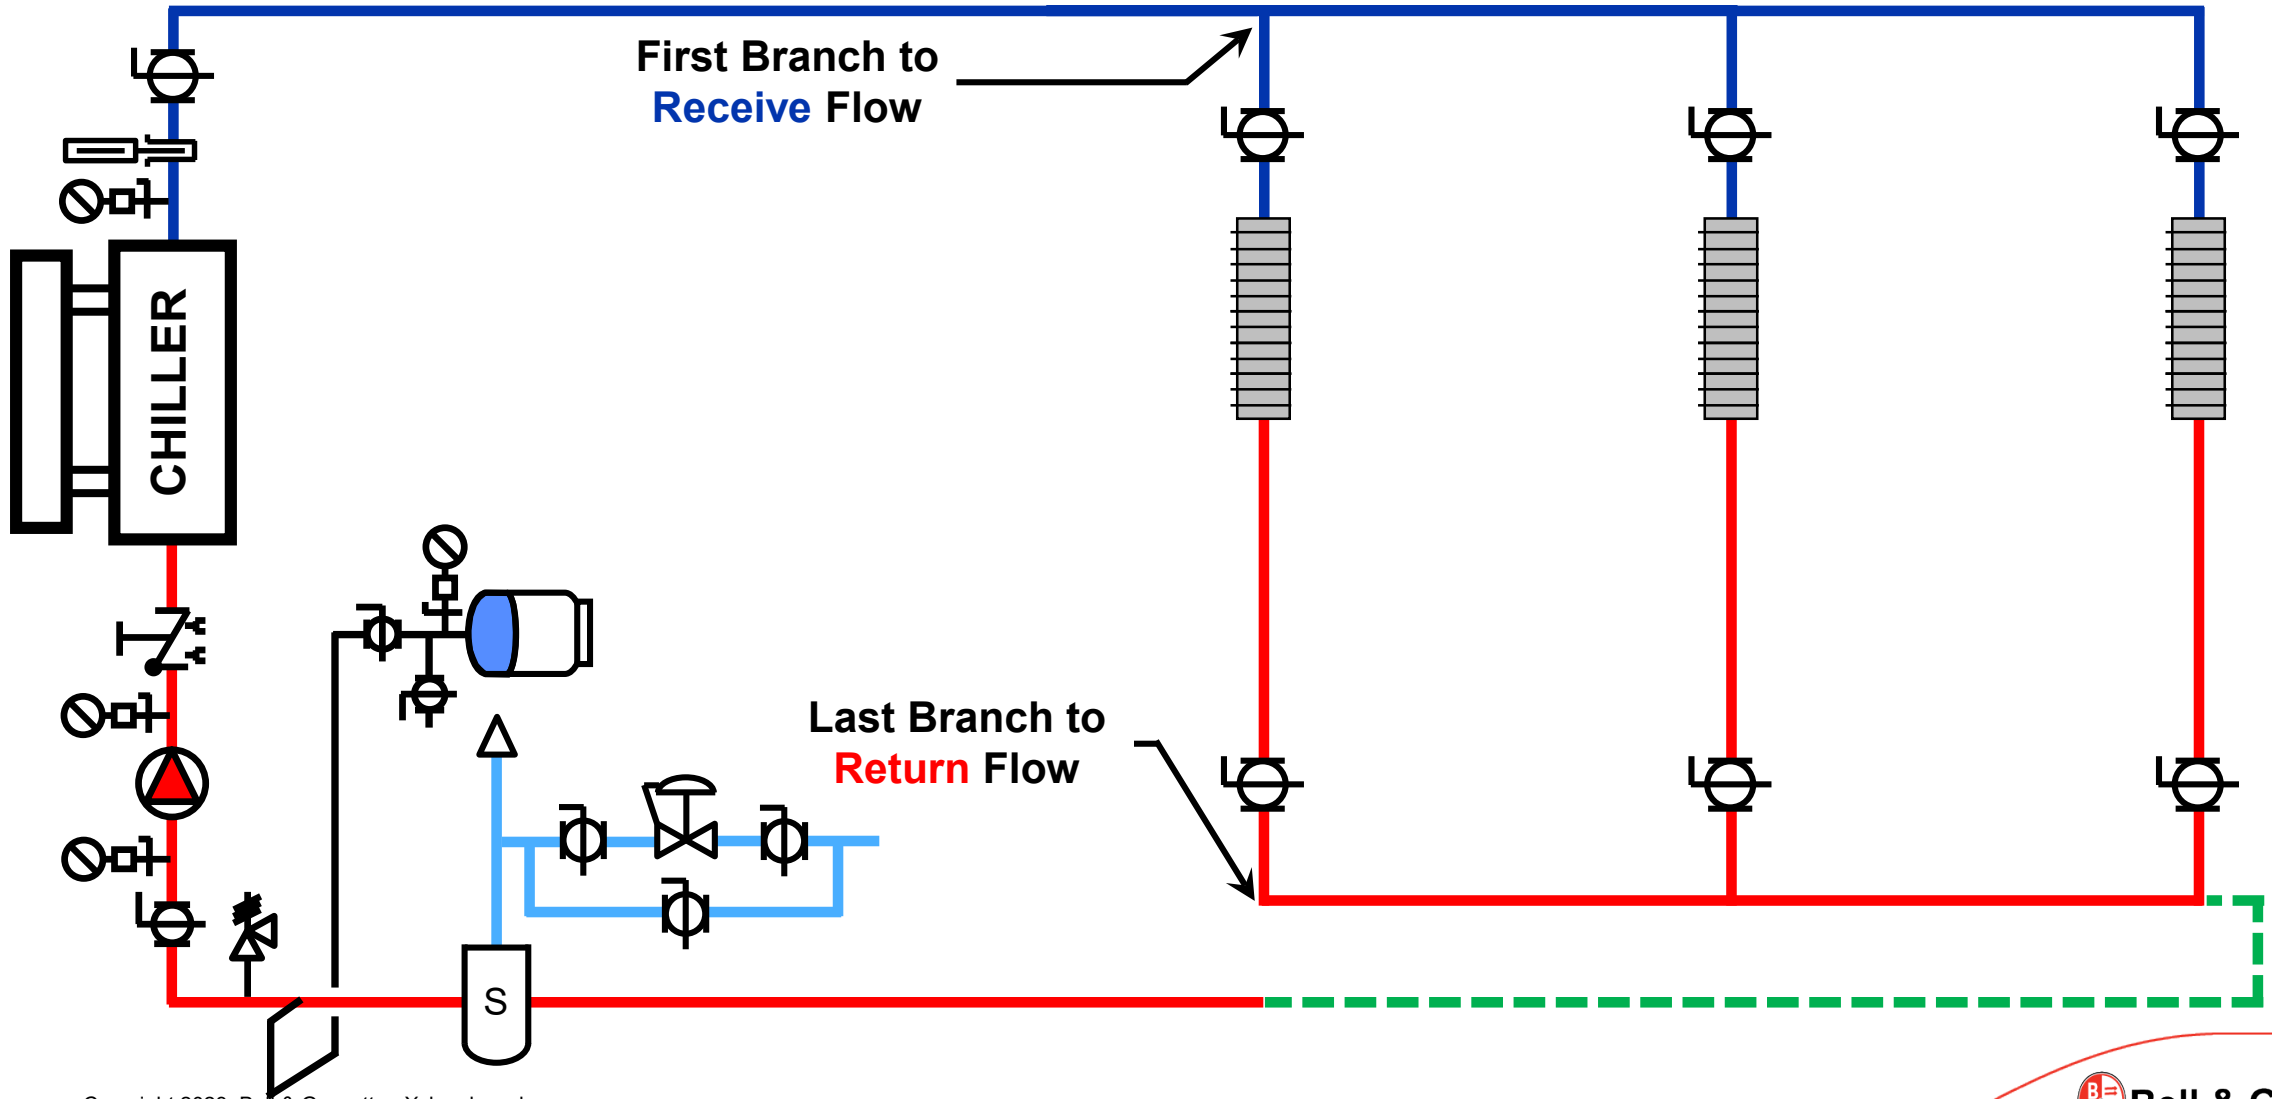 First Branch to
Receive Flow
CHILLER
Last Branch to
Return Flow
S
B